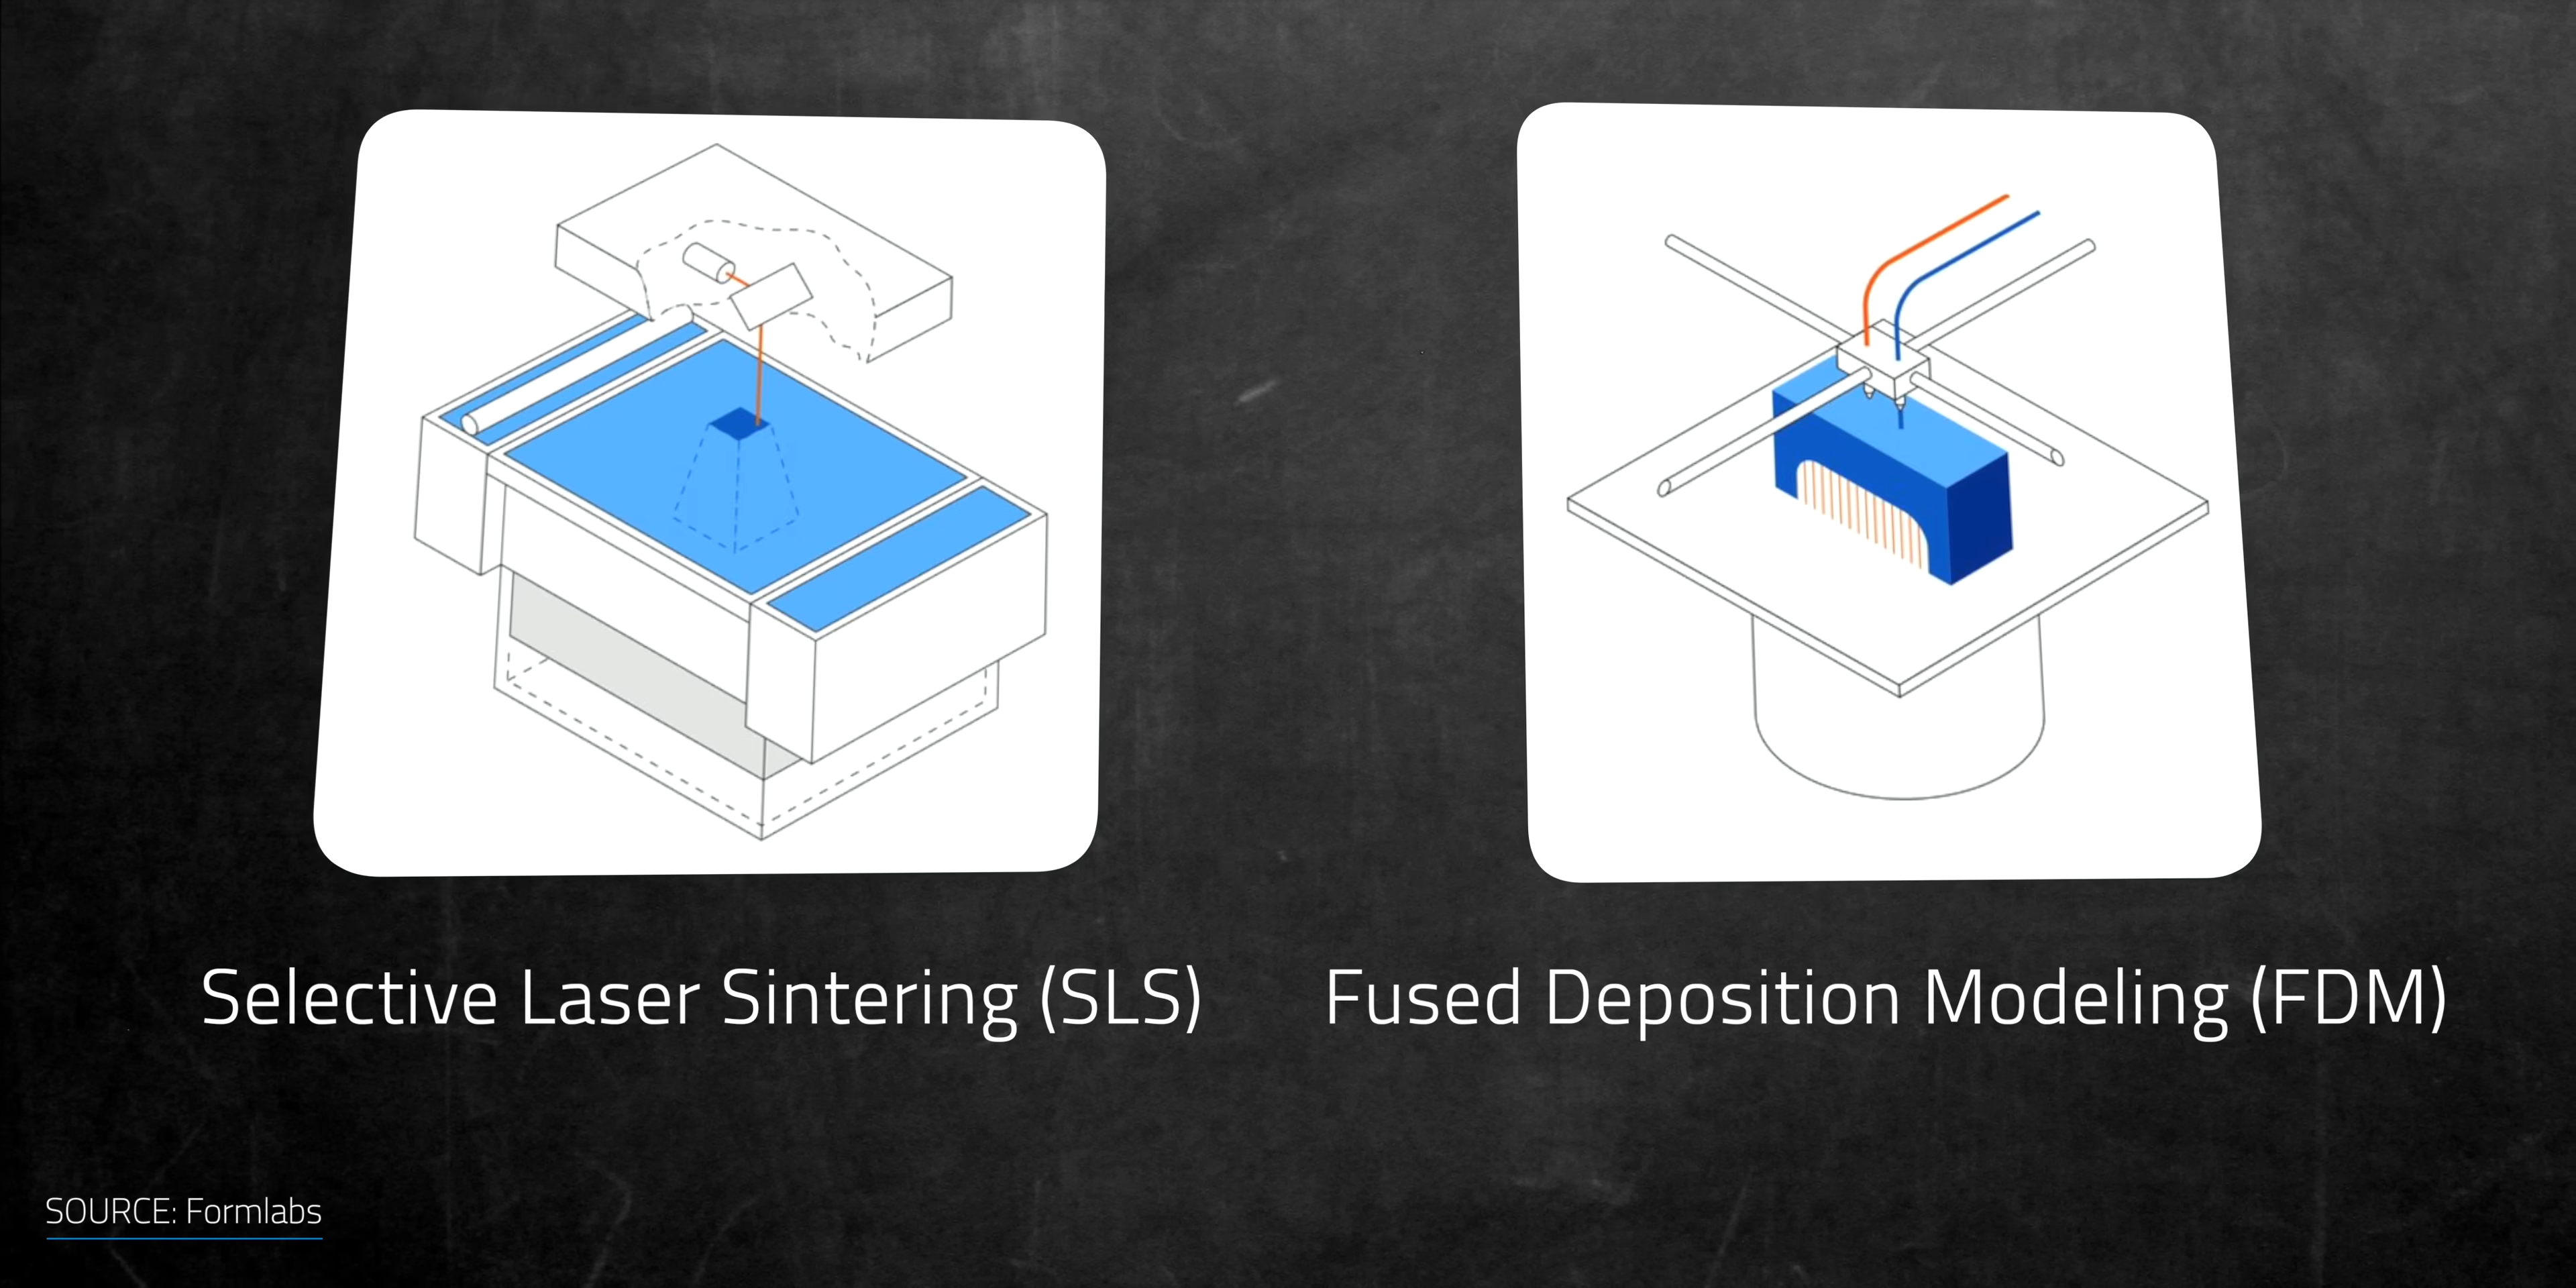 Selective Laser Sintering (SLS)
Fused Deposition Modeling (FDM)
SOURCE: Formlabs